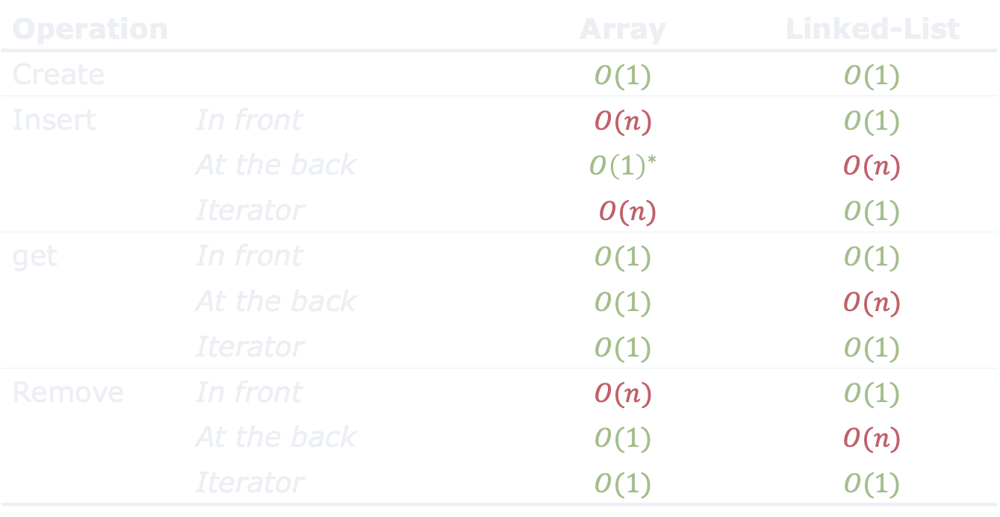 Operation Array Linked-List
Create O(1) O(1)
Insert In front O(n) O(1)
At the back O(1)* O(n)
Iterator O(n) O(1)
get In front O(1) O(1)
At the back O(1) O(n)
Iterator O(1) O(1)
Remove In front O(n) O(1)
At the back O(1) O(n)
Iterator O(1) O(1)